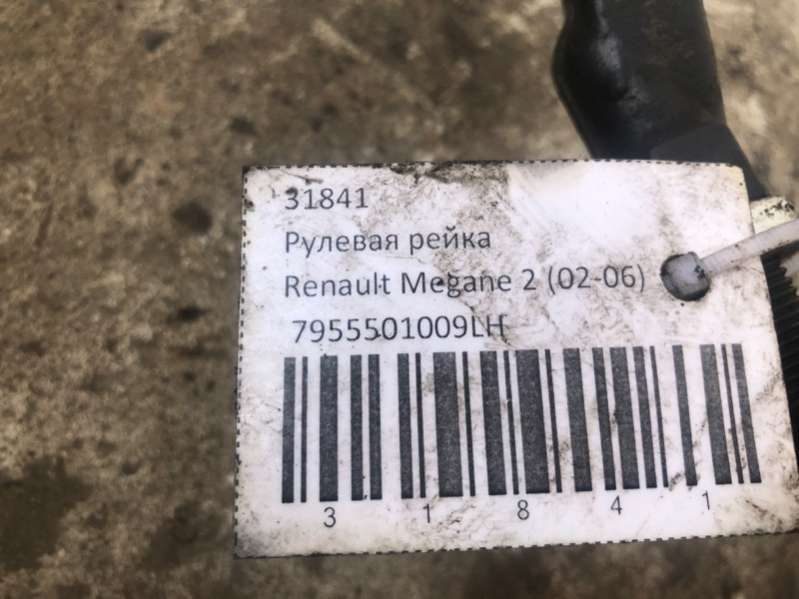 31841
Рулевая рейка
Renault Megane 2 (02-06)
7955501009LH
3 1 8 4 1